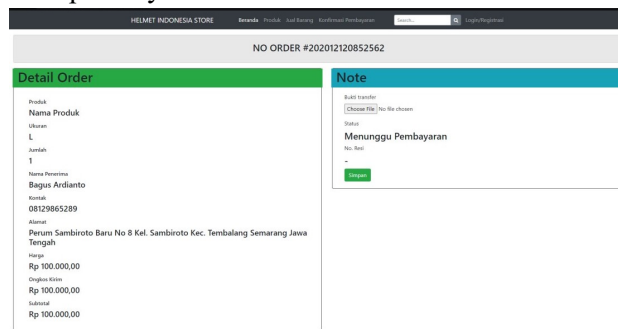 HELMET INDONESIA STORE Beranda Produk Jual Barang Konfirmasi Pembayaran Search... Login/Registrasi
NO ORDER #202012120852562
Detail Order
Produk
Nama Produk
Ukuran
L
Jumlah
1
Nama Penerima
Bagus Ardianto
Kontak
08129865289
Alamat
Perum Sambiroto Baru No 8 Kel. Sambiroto Kec. Tembalang Semarang Jawa
Tengah
Harga
Rp 100.000,00
Ongkos Kirim
Rp 100.000,00
Subtotal
Rp 100.000,00
Note
Bukti transfer
Choose File No file chosen
Status
Menunggu Pembayaran
No. Resi
-
Simpan